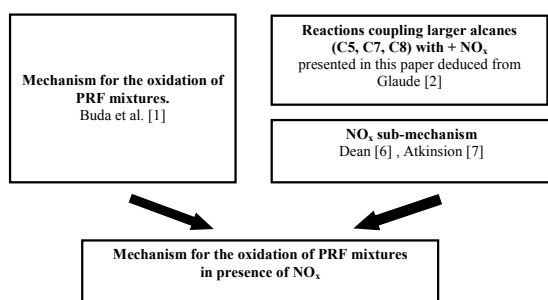 Mechanism for the oxidation of
PRF mixtures.
Buda et al. [1]
Reactions coupling larger alcanes
(C5, C7, C8) with + NOx
presented in this paper deduced from
Glaude [2]
NOx sub-mechanism
Dean [6] , Atkinsion [7]
Mechanism for the oxidation of PRF mixtures
in presence of NOx